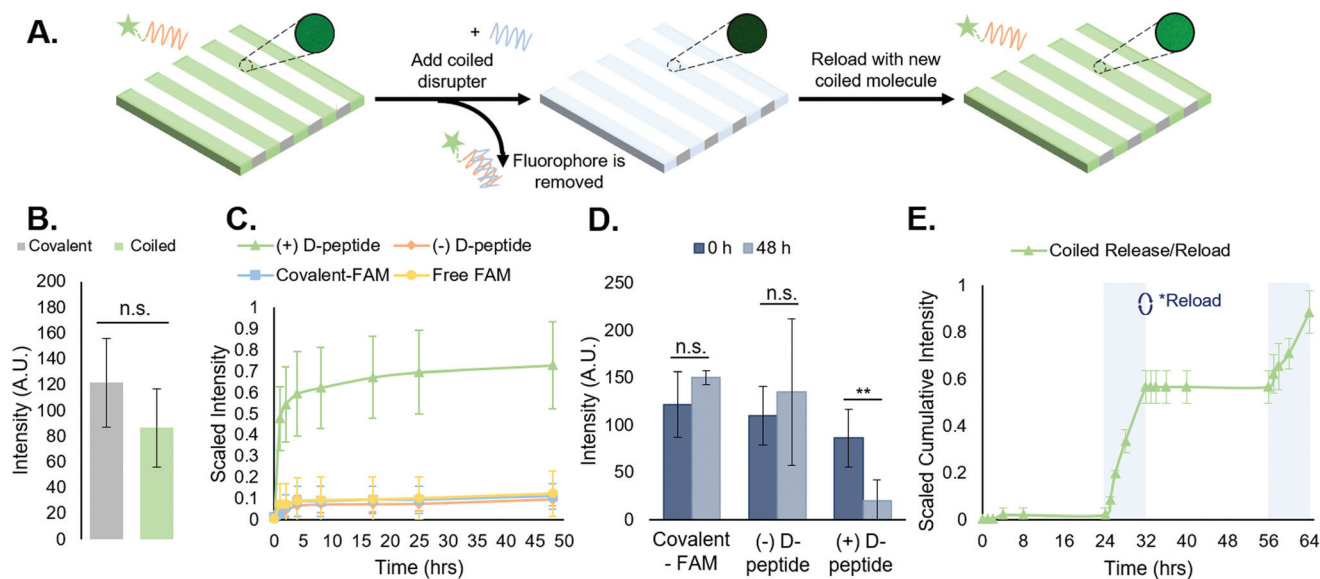 A.
+
Add coiled
disrupter
Fluorophore is
removed
Reload with new
coiled molecule
B.
Covalent
Coiled
Intensity (A.U.)
200
180
160
140
120
100
80
60
40
20
0
n.s.
C.
(+) D-peptide
(-) D-peptide
Covalent-FAM
Free FAM
Scaled Intensity
1
0.9
0.8
0.7
0.6
0.5
0.4
0.3
0.2
0.1
0
0 5 10 15 20 25 30 35 40 45 50
Time (hrs)
D.
0 h
48 h
Intensity (A.U.)
250
200
150
100
50
0
n.s.
n.s.
**
Covalent
- FAM
(-) D-
peptide
(+) D-
peptide
E.
Coiled Release/Reload
Scaled Cumulative Intensity
1
0.8
0.6
0.4
0.2
0
*Reload
0 8 16 24 32 40 48 56 64
Time (hrs)